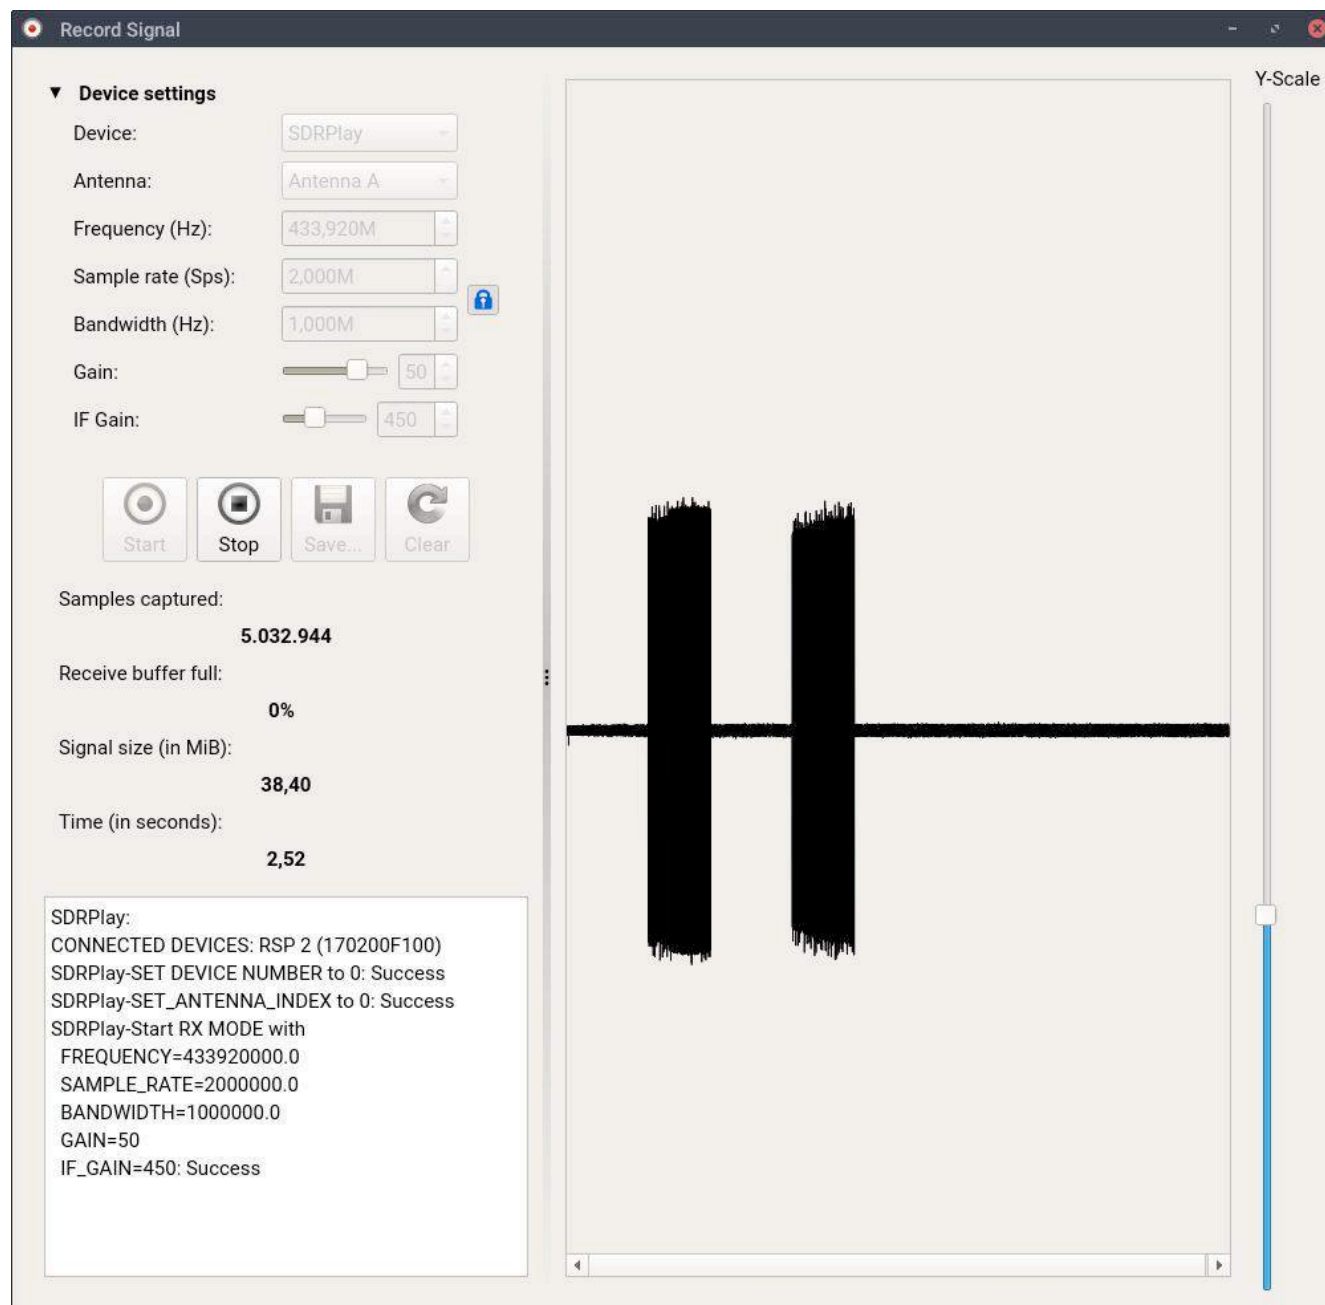 Record Signal
Device settings
Device: SDRPlay
Antenna: Antenna A
Frequency (Hz): 433,920M
Sample rate (Sps): 2,000M
Bandwidth (Hz): 1,000M
Gain: 50
IF Gain: 450
Start Stop Save... Clear
Samples captured:
5.032.944
Receive buffer full:
0%
Signal size (in MiB):
38,40
Time (in seconds):
2,52
SDRPlay:
CONNECTED DEVICES: RSP 2 (170200F100)
SDRPlay-SET DEVICE NUMBER to 0: Success
SDRPlay-SET_ANTENNA_INDEX to 0: Success
SDRPlay-Start RX MODE with
FREQUENCY=433920000.0
SAMPLE_RATE=2000000.0
BANDWIDTH=1000000.0
GAIN=50
IF_GAIN=450: Success
Y-Scale